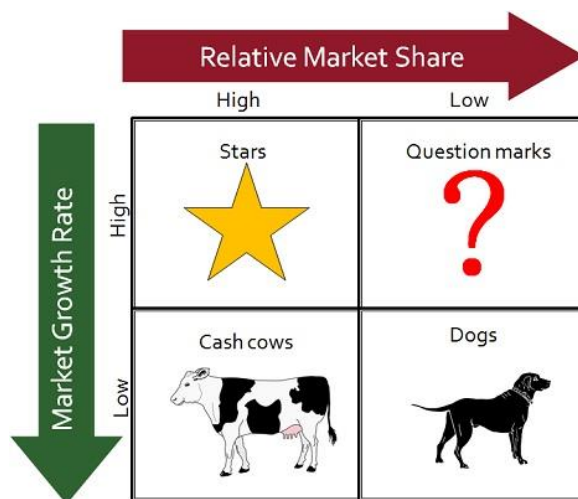 Relative Market Share
High
Low
Market Growth Rate
High
Stars
Question marks
?
Low
Cash cows
Dogs